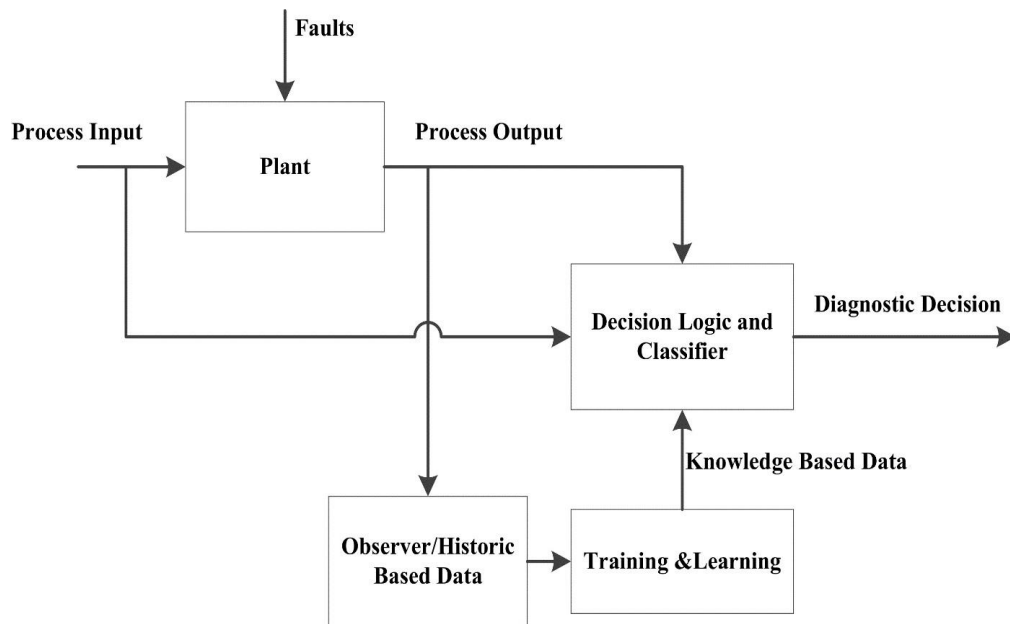 Faults
Process Input
Process Output
Plant
Diagnostic Decision
Decision Logic and
Classifier
Knowledge Based Data
Observer/Historic
Based Data
Training &Learning